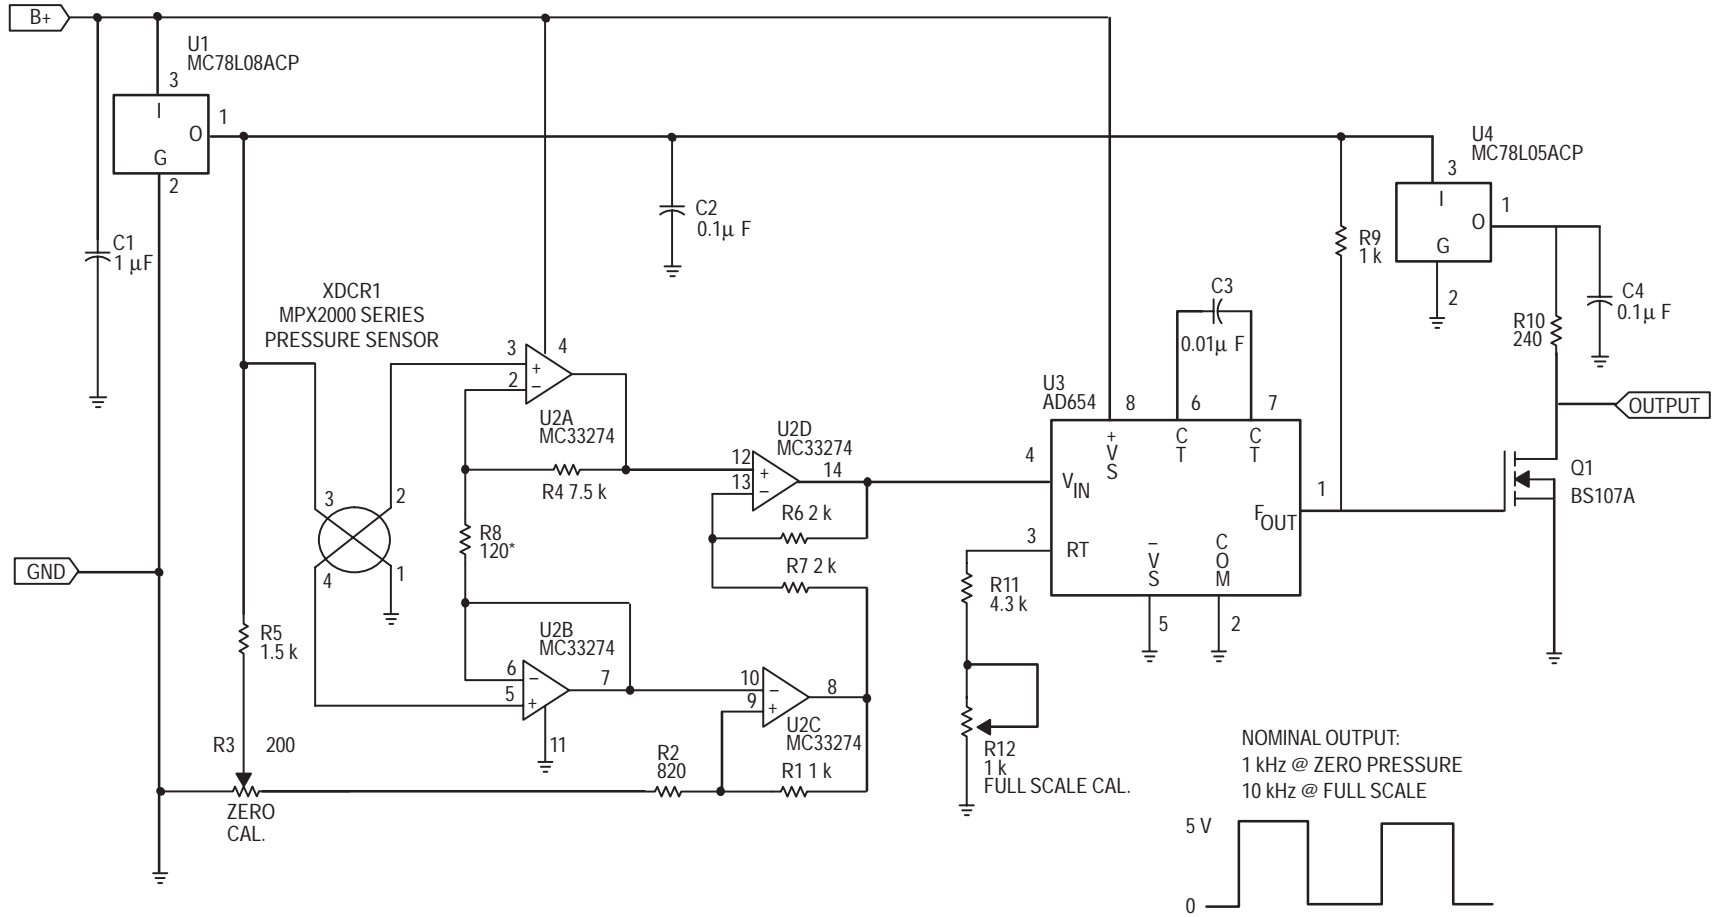 B+
U1
MC78L08ACP
3
I
1
O
G
2
U4
MC78L05ACP
3
I
1
O
G
2
C1
1 µF
C2
0.1µ F
R9
1 k
C4
0.1µ F
R10
240
XDCR1
MPX2000 SERIES
PRESSURE SENSOR
C3
0.01µ F
3
4
+
2
−
U2A
MC33274
U3
AD654
8
6
7
OUTPUT
U2D
MC33274
12
+
13
−
14
4
VIN
+VS
CT
CT
R4 7.5 k
3
2
4
1
R8
120*
R6 2 k
R7 2 k
1
FOUT
Q1
BS107A
3
RT
−VS
COM
GND
R11
4.3 k
5
2
R5
1.5 k
U2B
MC33274
6
−
5
+
7
11
10
−
9
+
8
U2C
MC33274
R3 200
R2
820
R1 1 k
ZERO
CAL.
R12
1 k
FULL SCALE CAL.
NOMINAL OUTPUT:
1 kHz @ ZERO PRESSURE
10 kHz @ FULL SCALE
5 V
0